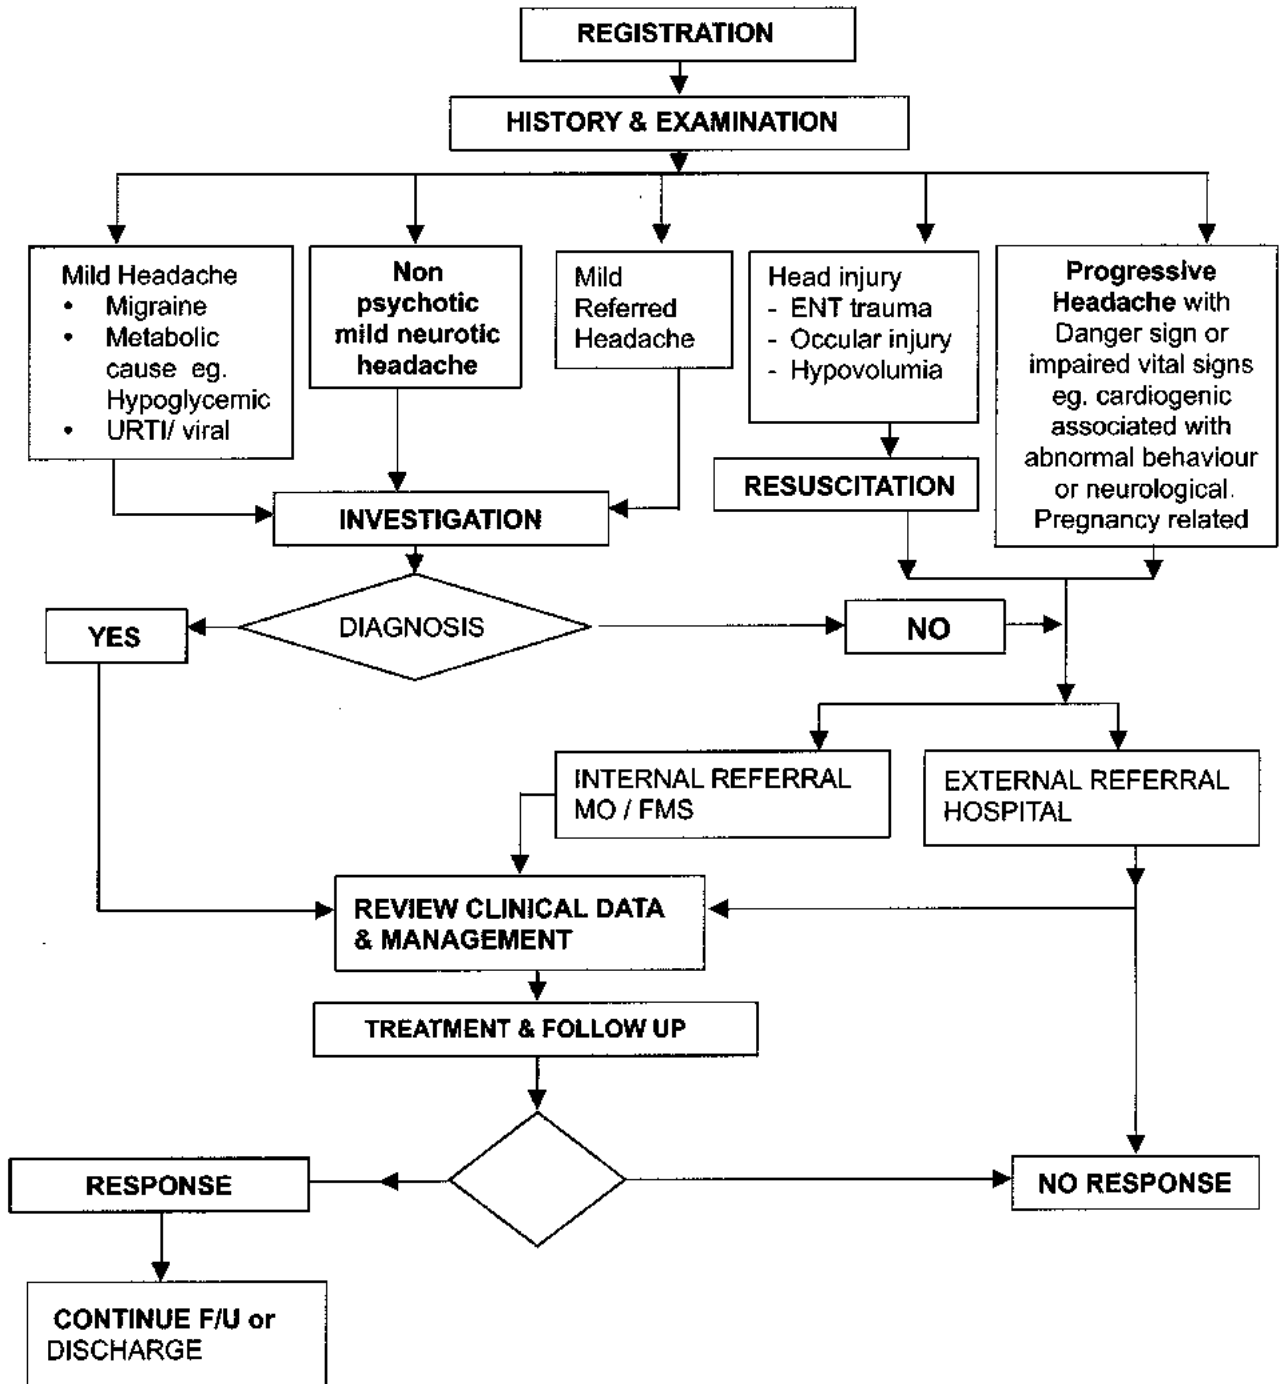 REGISTRATION
HISTORY & EXAMINATION
Mild Headache
• Migraine
• Metabolic
cause eg.
Hypoglycemic
• URTI/ viral
Non
psychotic
mild neurotic
headache
Mild
Referred
Headache
Head injury
- ENT trauma
- Occular injury
- Hypovolumia
Progressive
Headache with
Danger sign or
impaired vital signs
eg. cardiogenic
associated with
abnormal behaviour
or neurological.
Pregnancy related
RESUSCITATION
INVESTIGATION
DIAGNOSIS
YES
NO
INTERNAL REFERRAL
MO / FMS
EXTERNAL REFERRAL
HOSPITAL
REVIEW CLINICAL DATA
& MANAGEMENT
TREATMENT & FOLLOW UP
RESPONSE
NO RESPONSE
CONTINUE F/U or
DISCHARGE